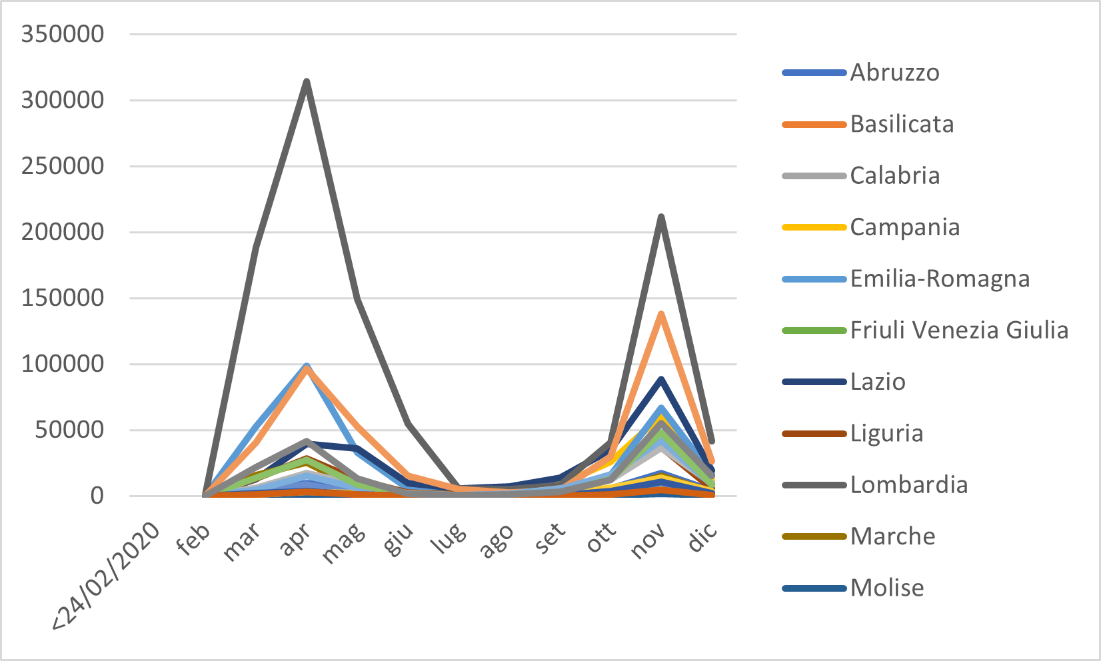 350000
300000
250000
200000
150000
100000
50000
0
<24/02/2020
feb
mar
apr
mag
giu
lug
ago
set
ott
nov
dic
Abruzzo
Basilicata
Calabria
Campania
Emilia-Romagna
Friuli Venezia Giulia
Lazio
Liguria
Lombardia
Marche
Molise